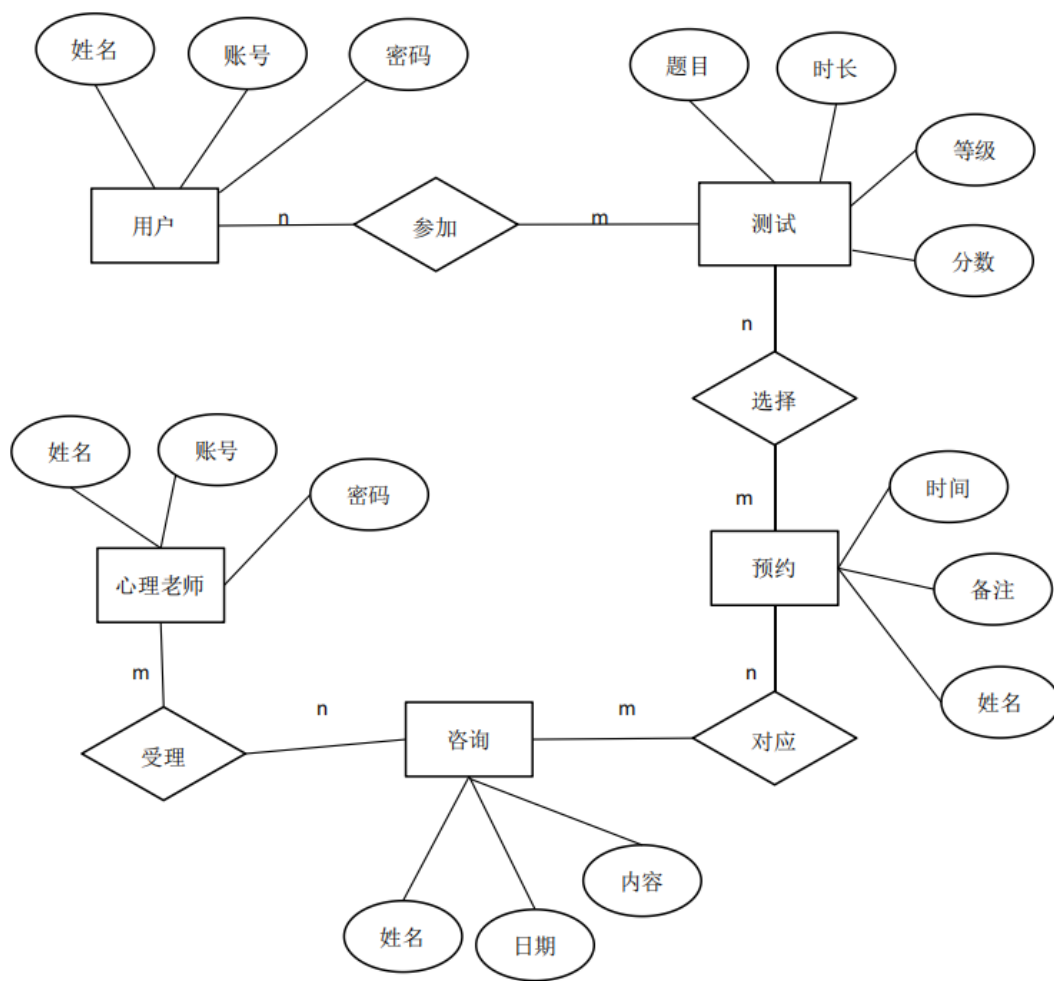 姓名
账号
密码
题目
时长
等级
用户
n
参加
m
测试
分数
n
选择
姓名
账号
密码
时间
m
心理老师
预约
备注
m
n
姓名
n
m
受理
咨询
对应
内容
姓名
日期